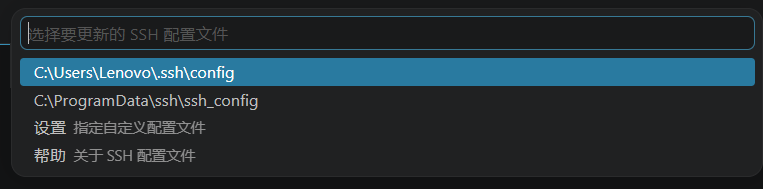 选择要更新的 SSH 配置文件
C:\Users\Lenovo\.ssh\config
C:\ProgramData\ssh\ssh_config
设置 指定自定义配置文件
帮助 关于 SSH 配置文件